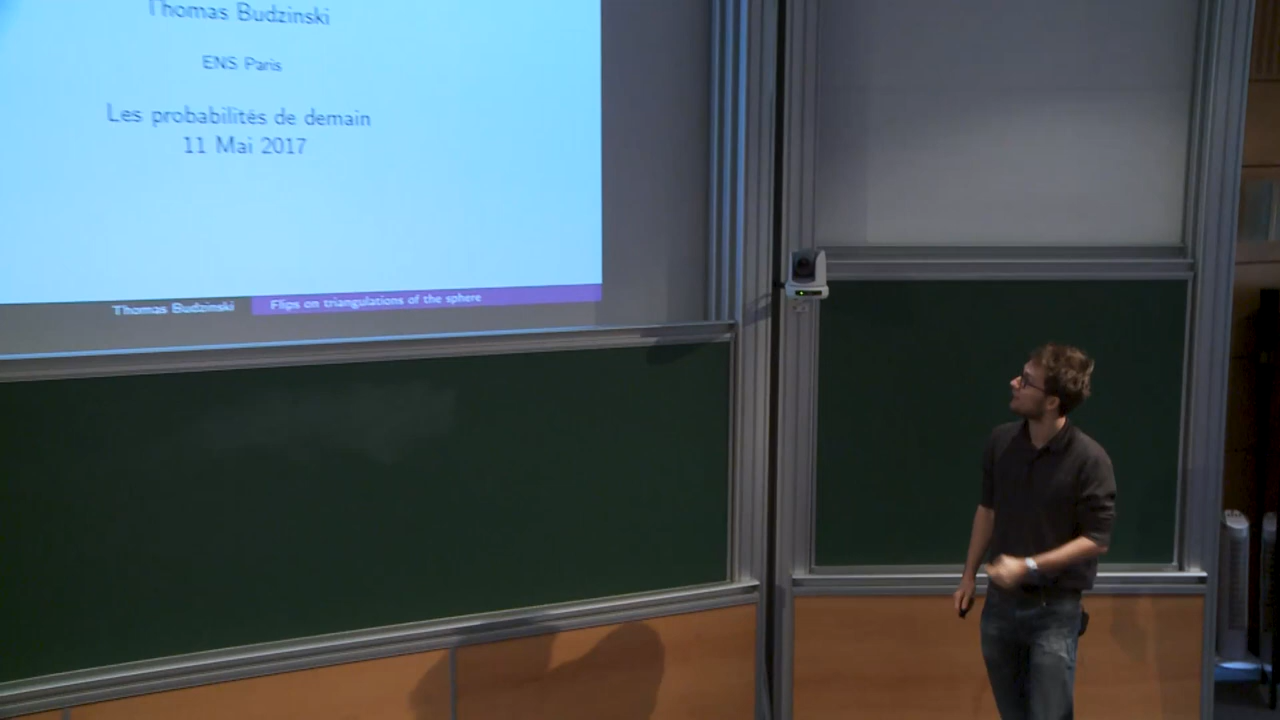 Thomas Budzinski
ENS Paris
Les probabilités de demain
11 Mai 2017
Thomas Budzinski Flips on triangulations of the sphere